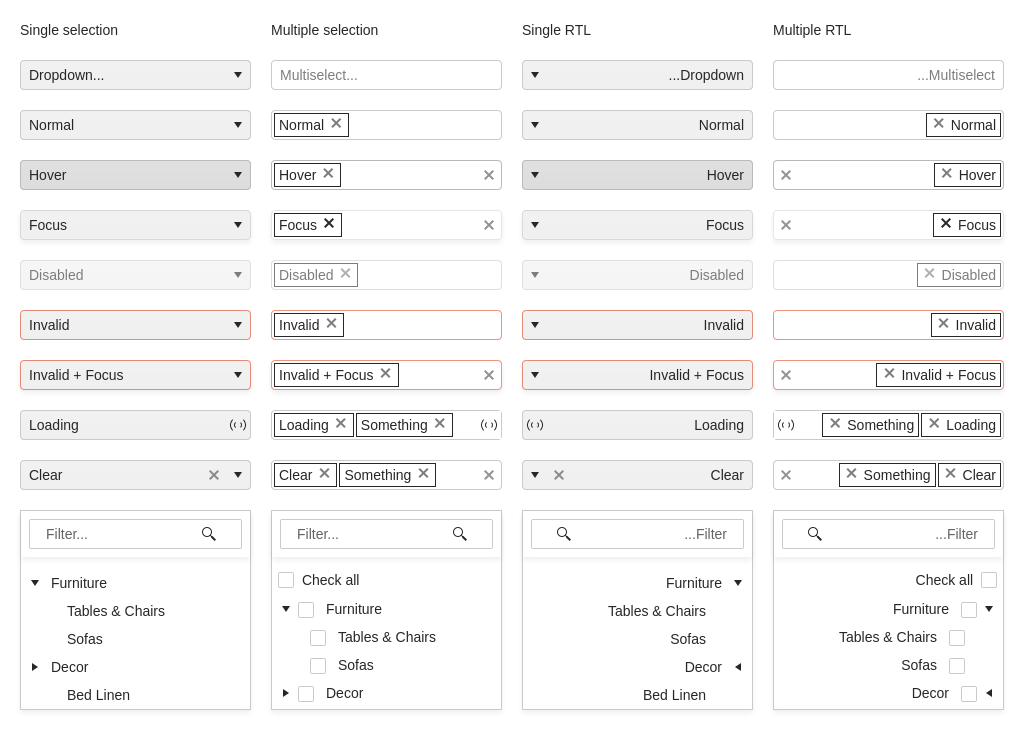 Single selection
Multiple selection
Single RTL
Multiple RTL
Dropdown...
Multiselect...
...Dropdown
...Multiselect
Normal
Normal
Normal
Normal
Hover
Hover
Hover
Hover
Focus
Focus
Focus
Focus
Disabled
Disabled
Disabled
Disabled
Invalid
Invalid
Invalid
Invalid
Invalid + Focus
Invalid + Focus
Invalid + Focus
Invalid + Focus
Loading
Loading Something
Loading
Something Loading
Clear
Clear Something
Clear
Something Clear
Filter...
Furniture
Tables & Chairs
Sofas
Decor
Bed Linen
Filter...
Check all
Furniture
Tables & Chairs
Sofas
Decor
...Filter
Furniture
Tables & Chairs
Sofas
Decor
Bed Linen
...Filter
Check all
Furniture
Tables & Chairs
Sofas
Decor